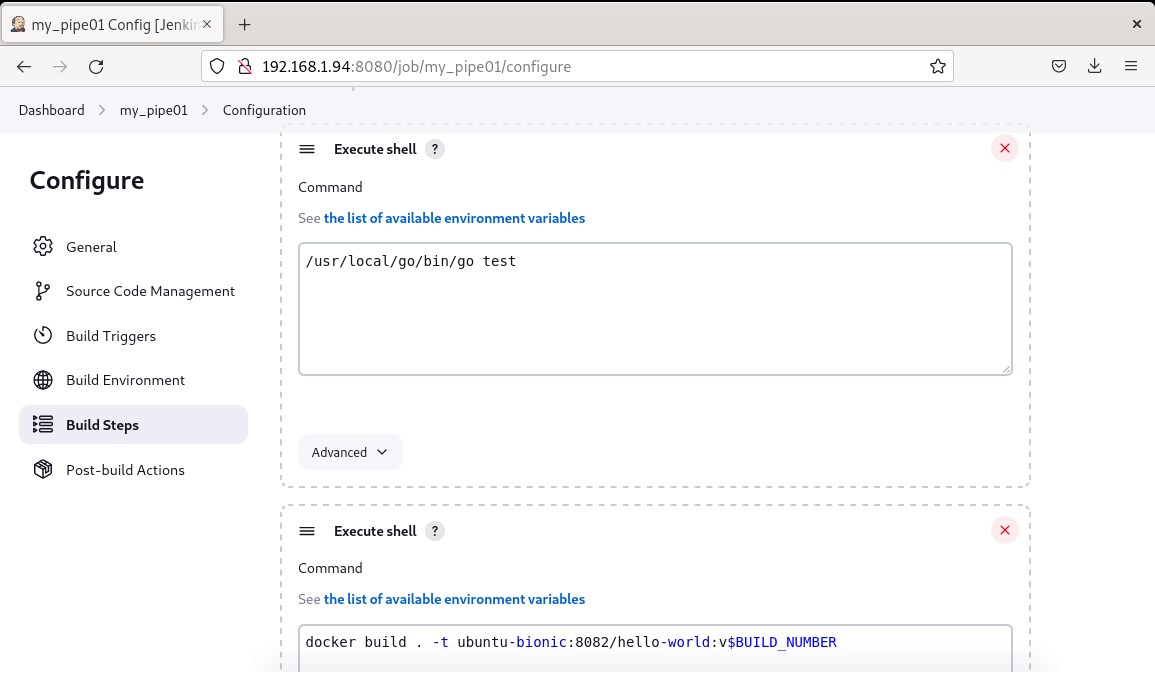 my_pipe01 Config [Jenkin
192.168.1.94:8080/job/my_pipe01/configure
Dashboard my_pipe01 Configuration
Configure
General
Source Code Management
Build Triggers
Build Environment
Build Steps
Post-build Actions
Execute shell ?
Command
See the list of available environment variables
/usr/local/go/bin/go test
Advanced
Execute shell ?
Command
See the list of available environment variables
docker build . -t ubuntu-bionic:8082/hello-world:v$BUILD_NUMBER